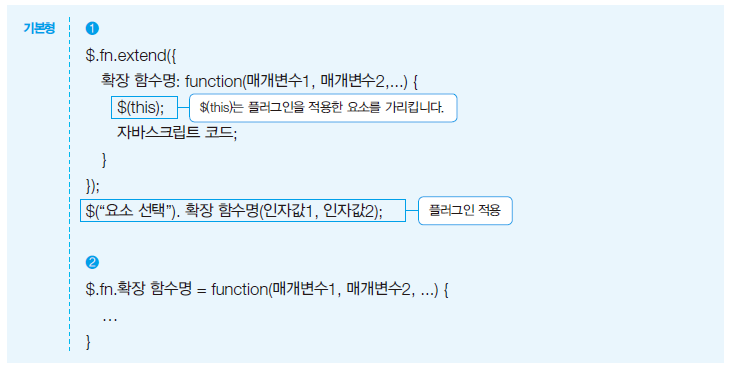 기본형
❶
$.fn.extend({
확장 함수명: function(매개변수1, 매개변수2,...) {
$(this);
$(this)는 플러그인을 적용한 요소를 가리킵니다.
자바스크립트 코드;
}
});
$(“요소 선택”). 확장 함수명(인자값1, 인자값2);
플러그인 적용
❷
$.fn.확장 함수명 = function(매개변수1, 매개변수2, ...) {
...
}